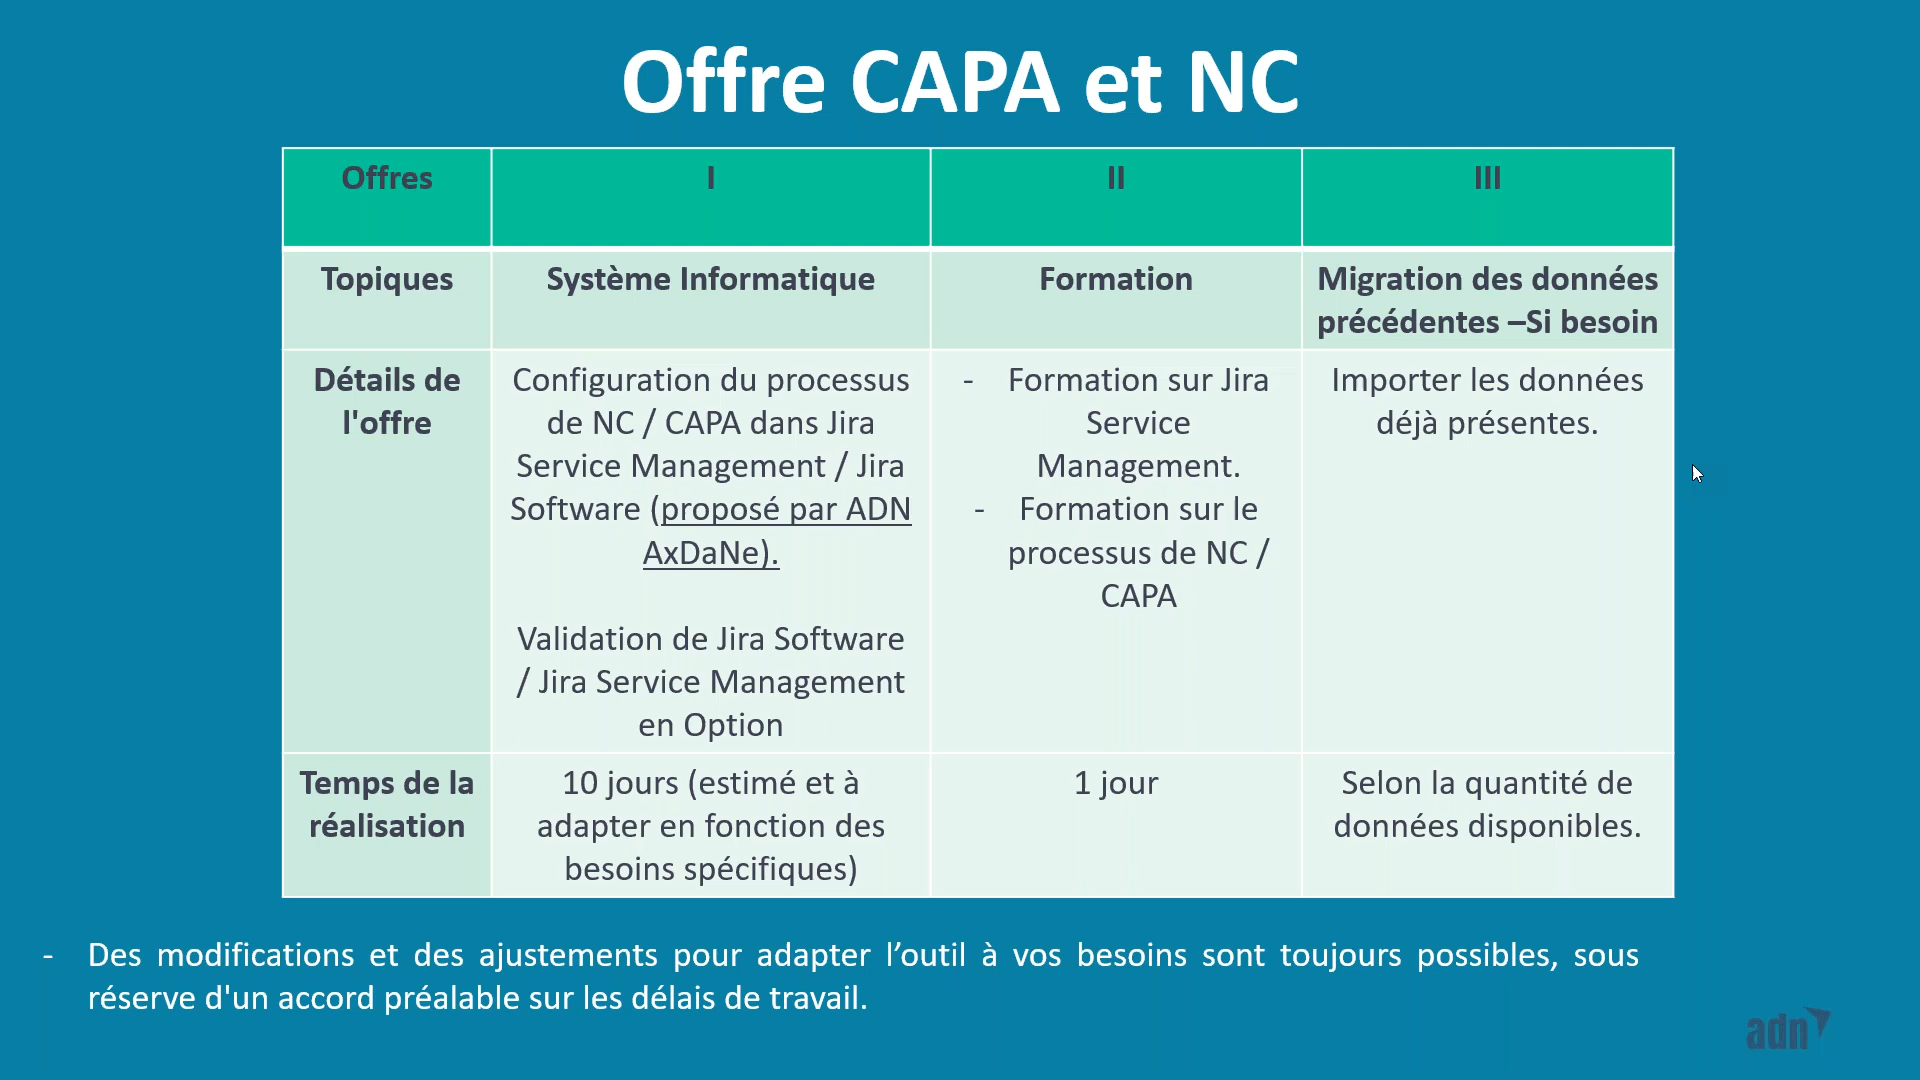 Offre CAPA et NC
Offres
I
II
III
Topiques
Système Informatique
Formation
Migration des données
précédentes –Si besoin
Détails de
l'offre
Configuration du processus
de NC / CAPA dans Jira
Service Management / Jira
Software (proposé par ADN
AxDaNe).
Validation de Jira Software
/ Jira Service Management
en Option
- Formation sur Jira
Service
Management.
- Formation sur le
processus de NC /
CAPA
Importer les données
déjà présentes.
Temps de la
réalisation
10 jours (estimé et à
adapter en fonction des
besoins spécifiques)
1 jour
Selon la quantité de
données disponibles.
- Des modifications et des ajustements pour adapter l’outil à vos besoins sont toujours possibles, sous
réserve d'un accord préalable sur les délais de travail.
adn